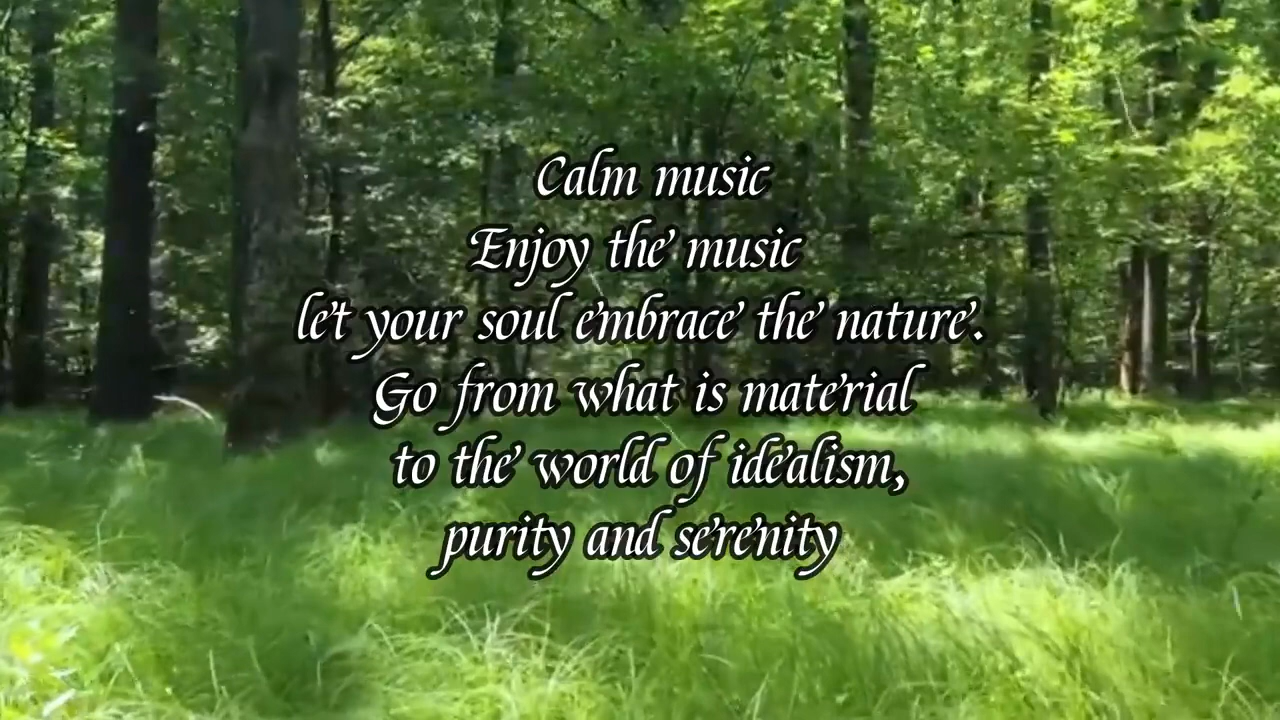 Calm music
Enjoy the music
let your soul embrace the nature.
Go from what is material
to the world of idealism,
purity and serenity